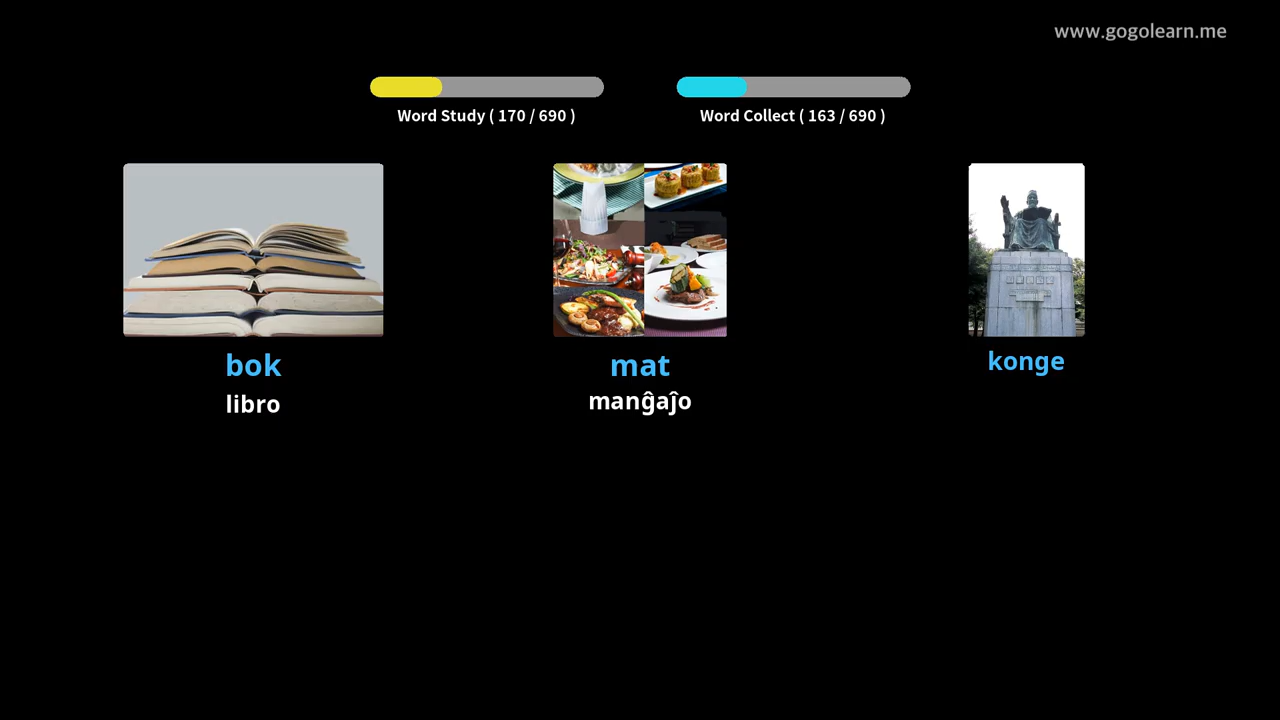 www.gogolearn.me
Word Study ( 170 / 690 )
Word Collect ( 163 / 690 )
bok
mat
konge
libro
manĝaĵo